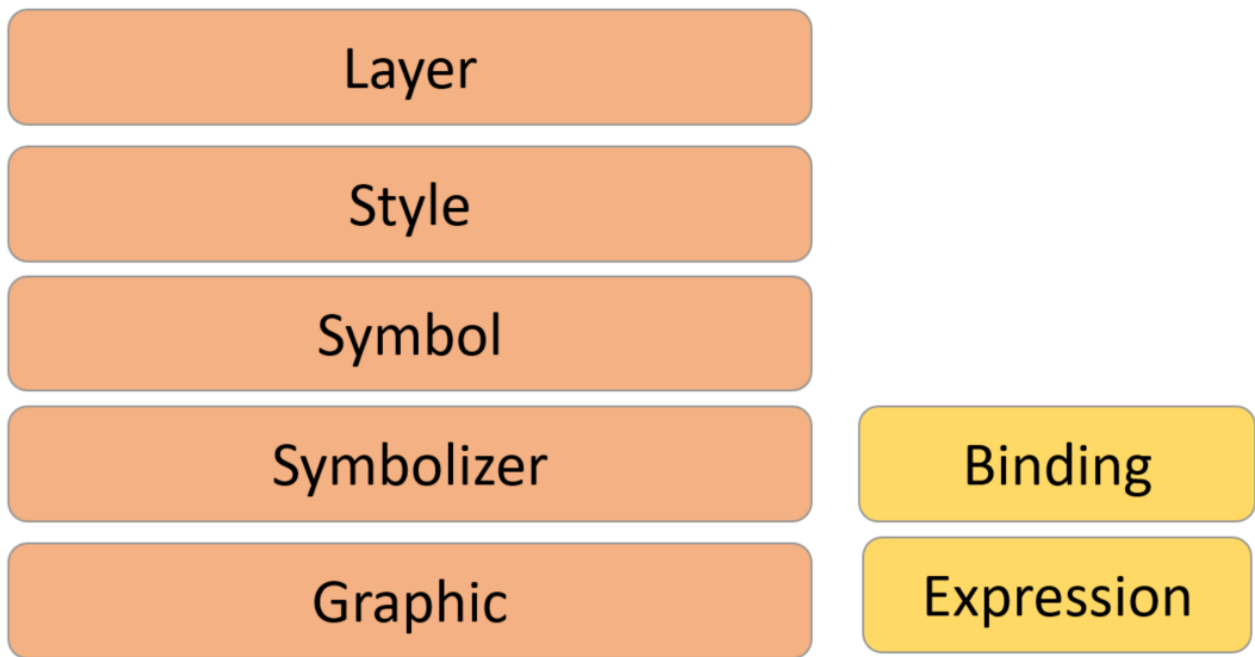 Layer
Style
Symbol
Symbolizer
Binding
Graphic
Expression